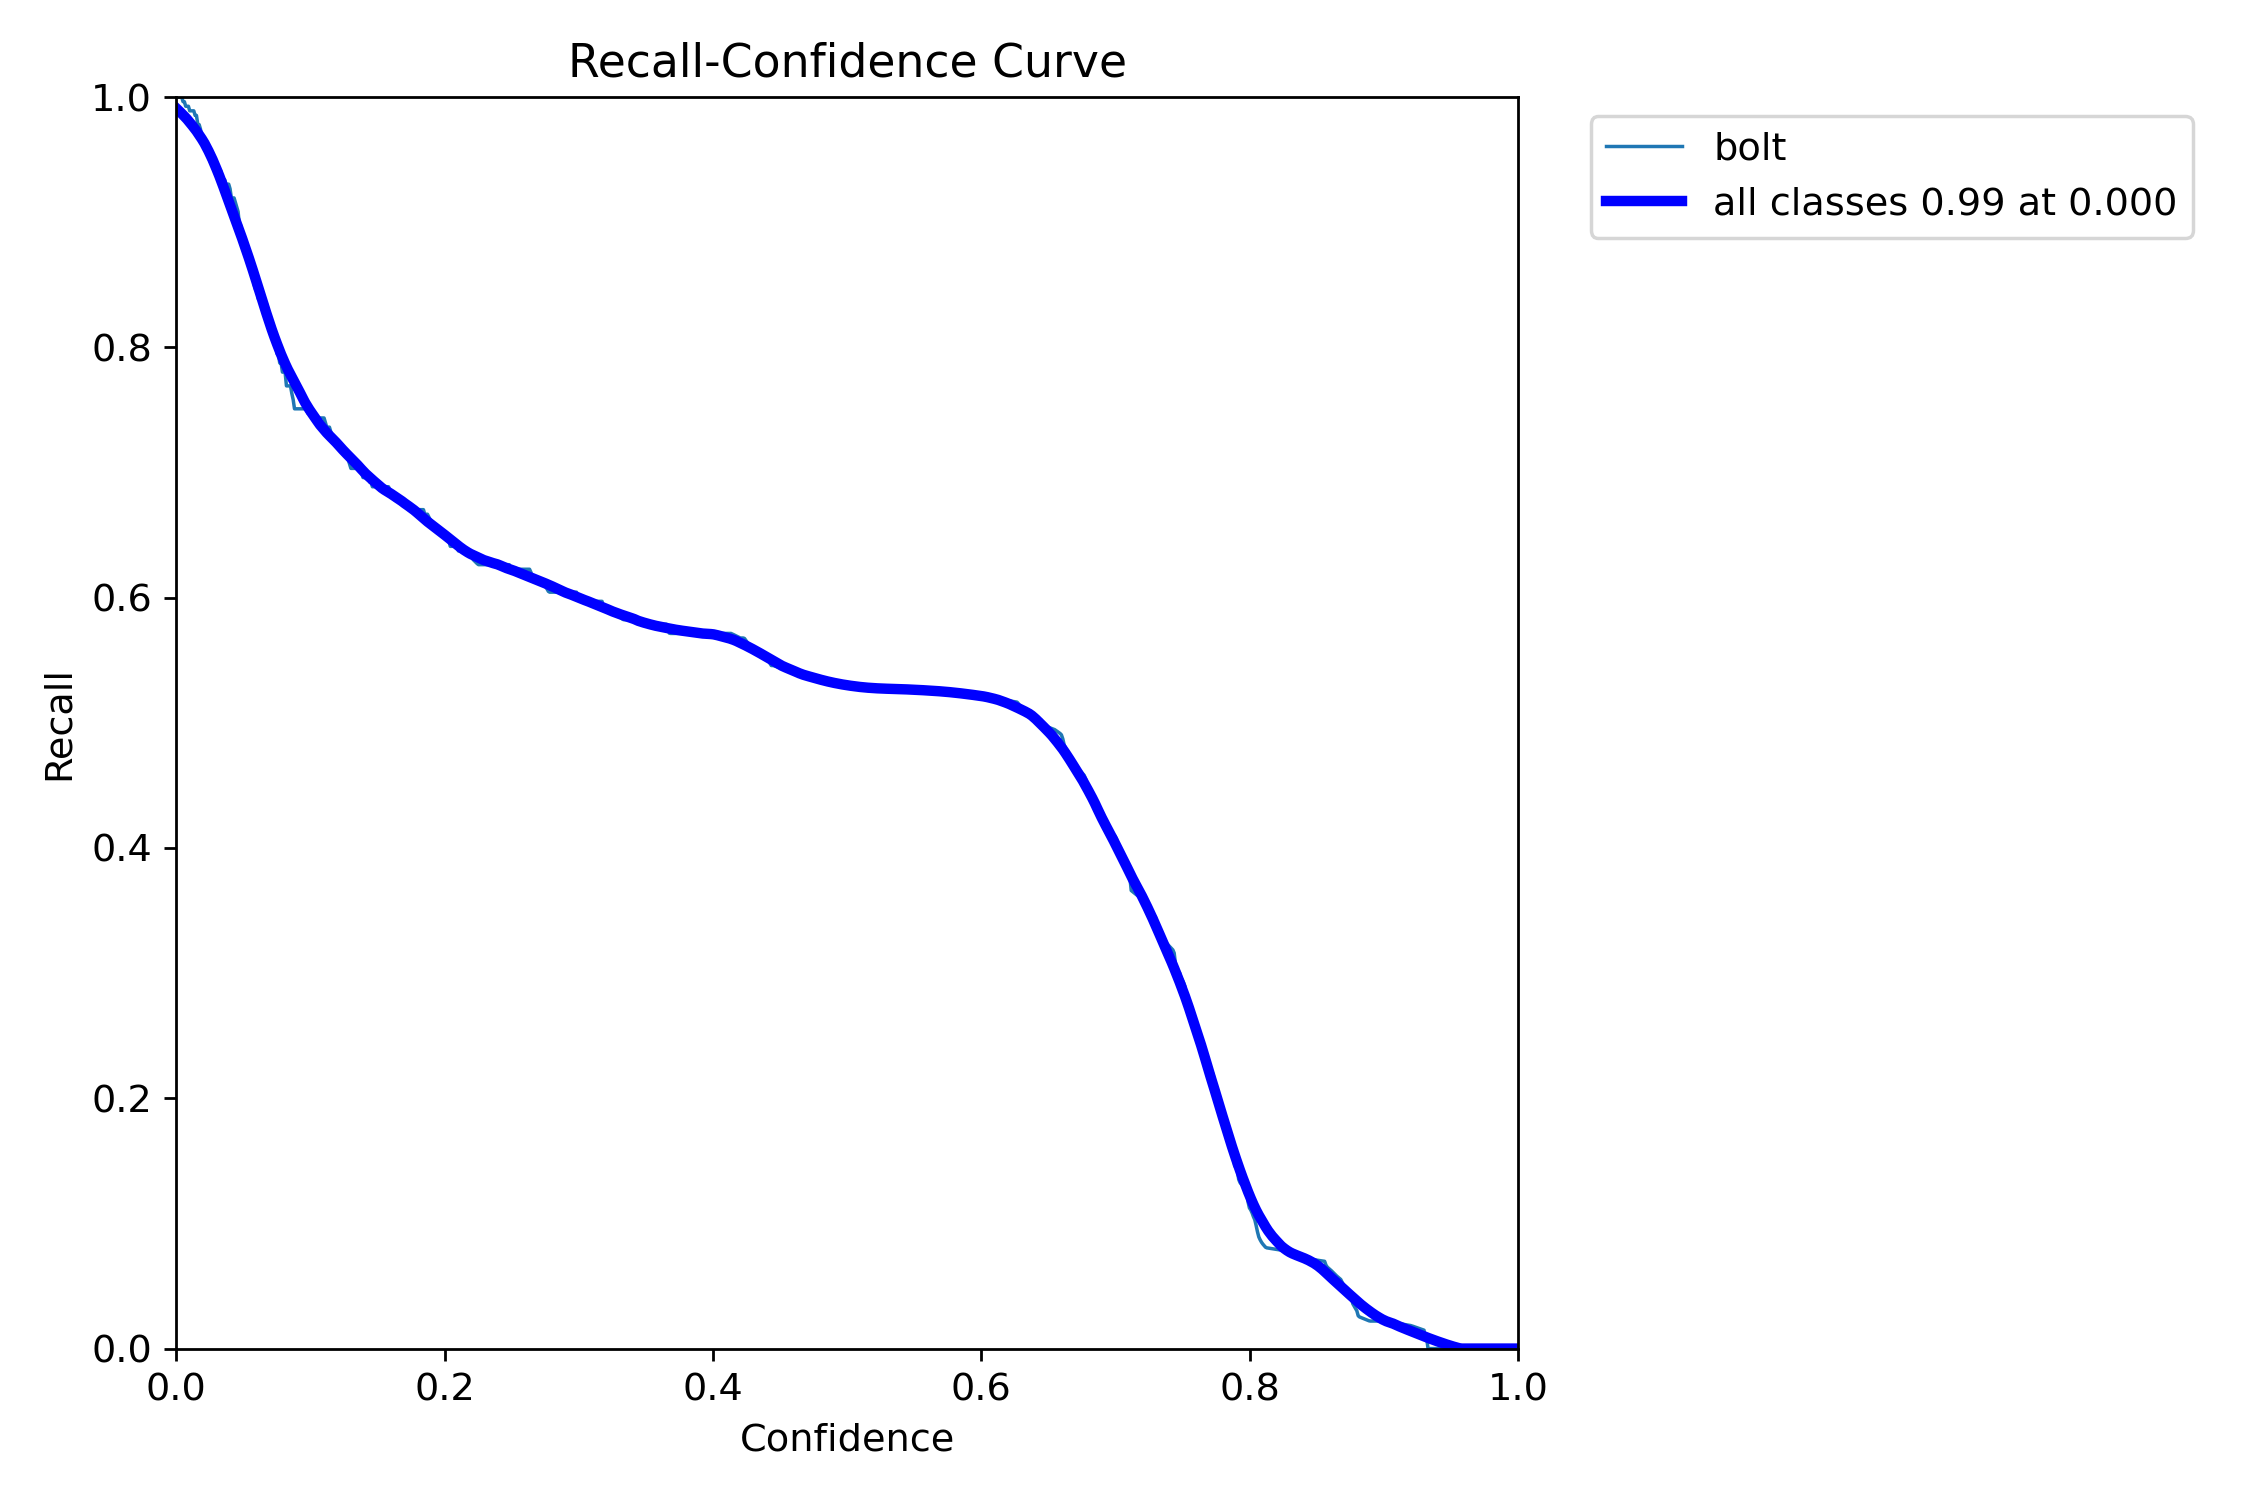 Recall-Confidence Curve
1.0
0.8
0.6
0.4
0.2
0.0
Recall
0.0 0.2 0.4 0.6 0.8 1.0
Confidence
bolt
all classes 0.99 at 0.000